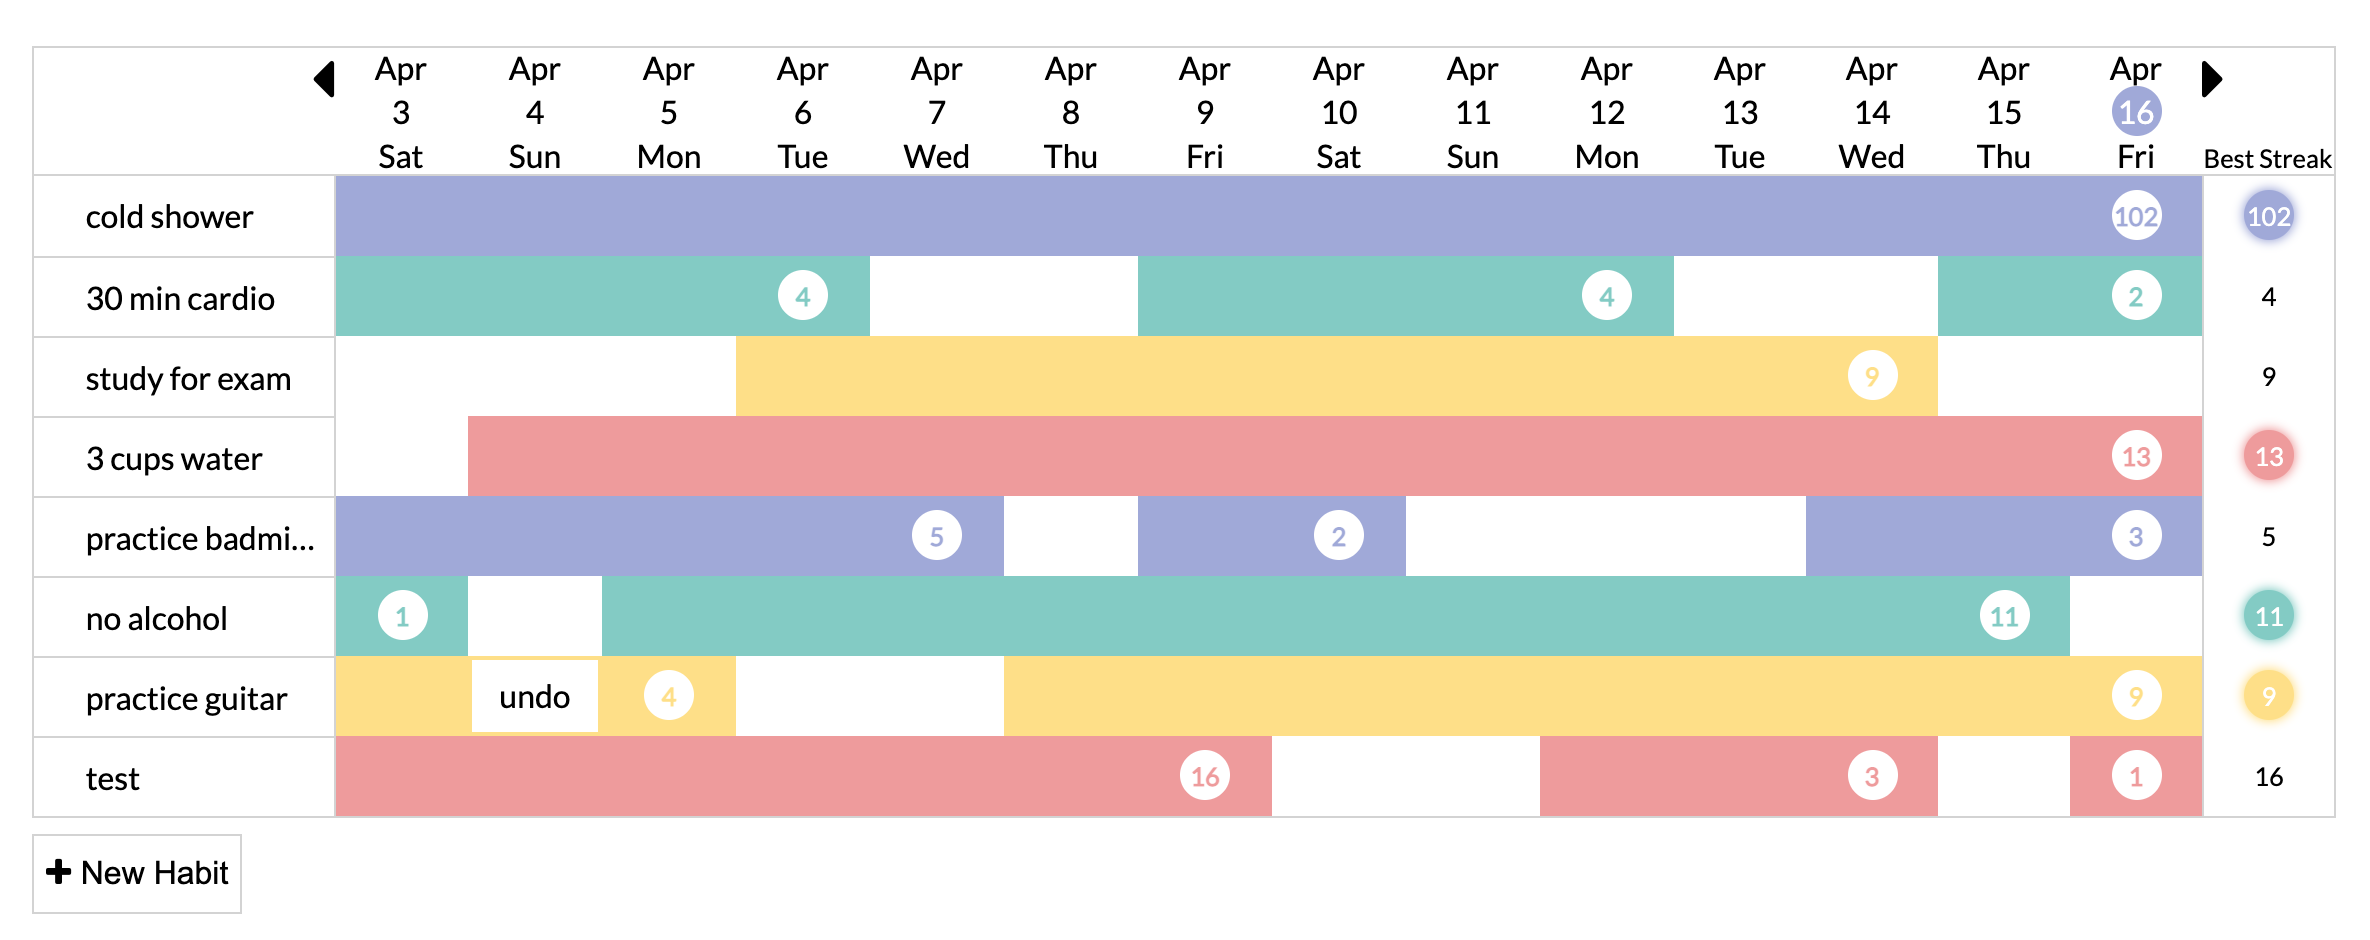 Apr Apr Apr Apr Apr Apr Apr Apr Apr Apr Apr Apr Apr Apr
3 4 5 6 7 8 9 10 11 12 13 14 15 16
Sat Sun Mon Tue Wed Thu Fri Sat Sun Mon Tue Wed Thu Fri Best Streak
cold shower 102 102
30 min cardio 4 4 2 4
study for exam 9 9
3 cups water 13 13
practice badmi... 5 2 3 5
no alcohol 1 11 11
practice guitar undo 4 9 9
test 16 3 1 16
New Habit